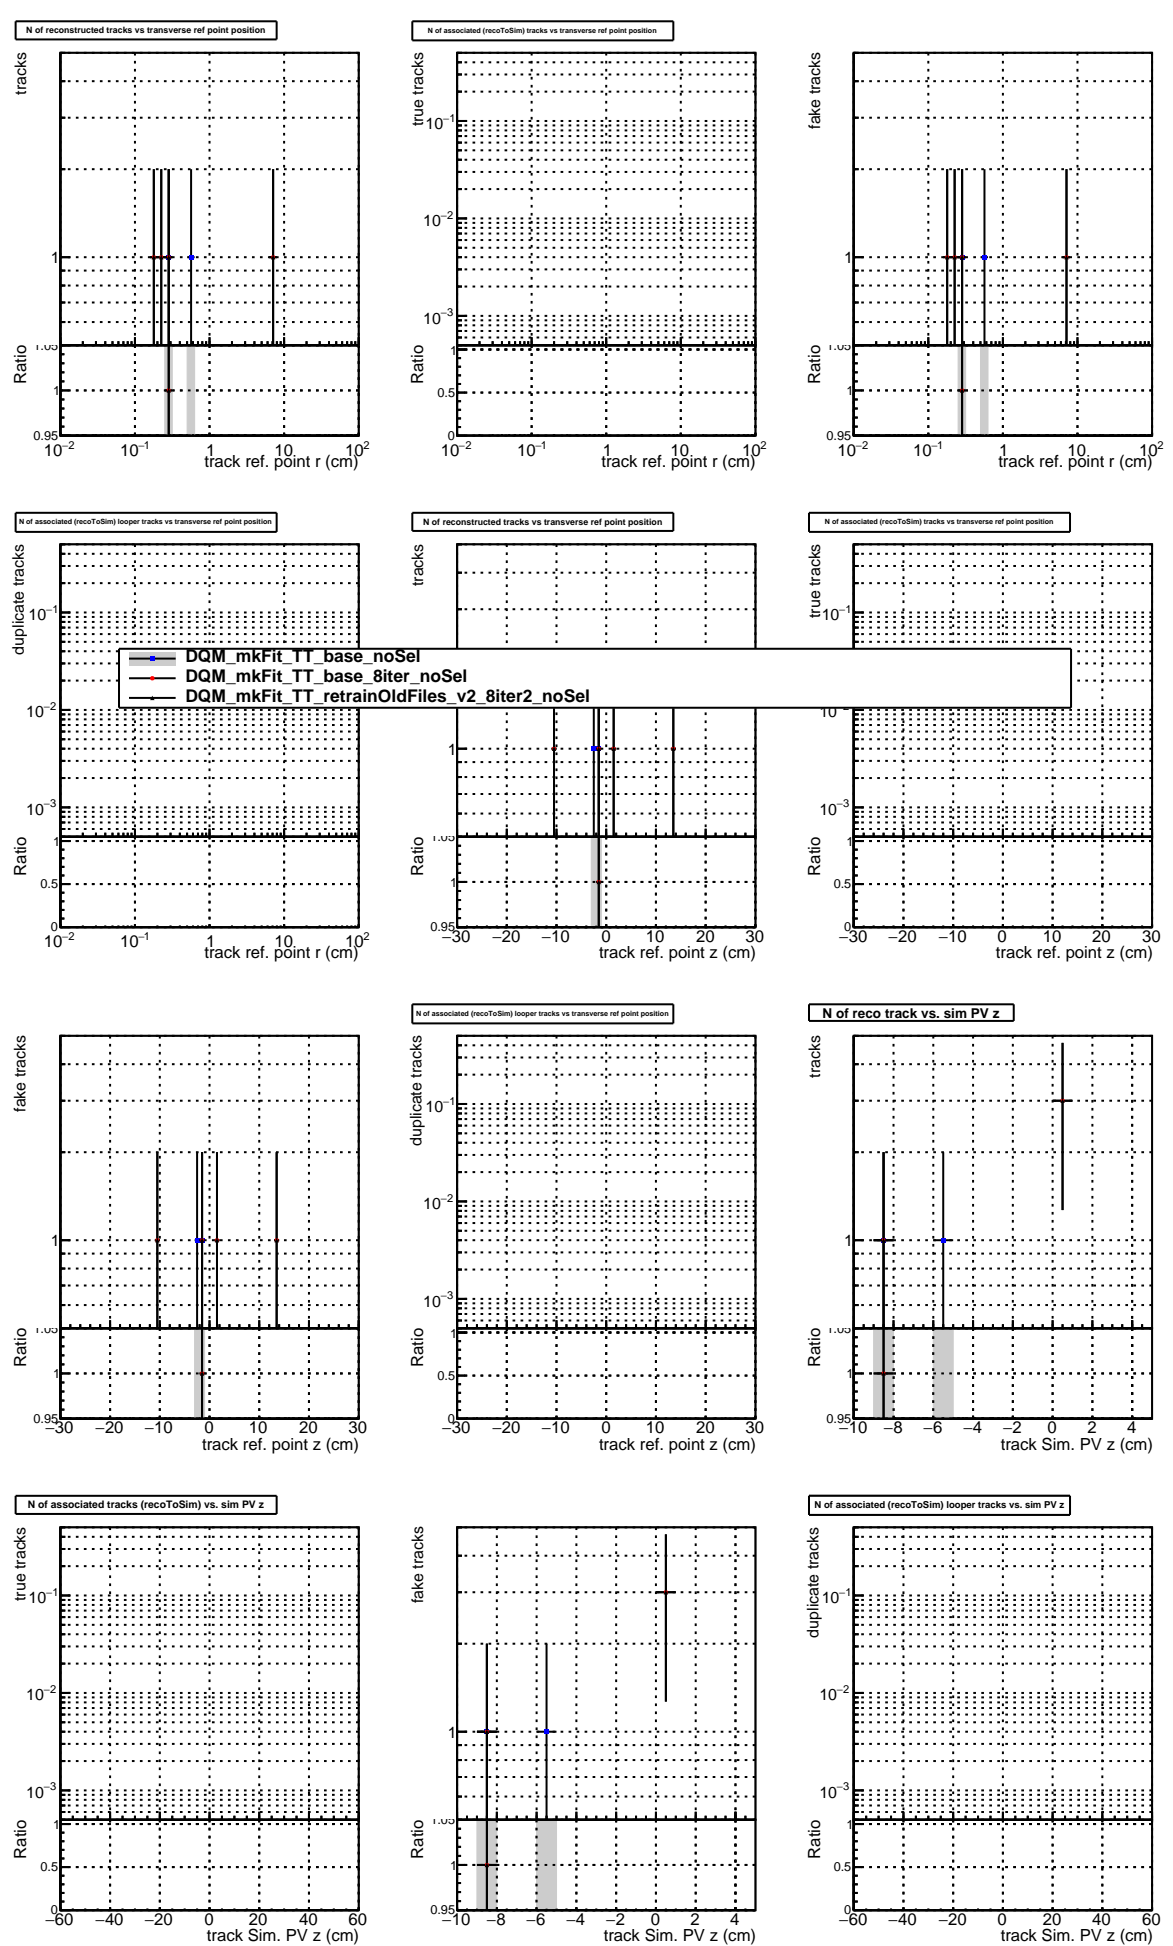 N of reconstructed tracks vs transverse ref point position
tracks
1
1.05
Ratio
1
0.95
10−2 10−1 1 10 102
track ref. point r (cm)
N of associated (recoToSim) tracks vs transverse ref point position
true tracks
10−1
10−2
10−3
Ratio
1
0.5
0
10−2 10−1 1 10 102
track ref. point r (cm)
fake tracks
1
1.05
Ratio
1
0.95
10−2 10−1 1 10 102
track ref. point r (cm)
N of associated (recoToSim) looper tracks vs transverse ref point position
duplicate tracks
10−1
10−2
10−3
Ratio
1
0.5
0
10−2 10−1 1 10 102
track ref. point r (cm)
N of reconstructed tracks vs transverse ref point position
tracks
1
1.05
Ratio
1
0.95
−30 −20 −10 0 10 20 30
track ref. point z (cm)
N of associated (recoToSim) tracks vs transverse ref point position
true tracks
10−1
10−2
10−3
Ratio
1
0.5
0
−30 −20 −10 0 10 20 30
track ref. point z (cm)
DQM_mkFit_TT_base_noSel
DQM_mkFit_TT_base_8iter_noSel
DQM_mkFit_TT_retrainOldFiles_v2_8iter2_noSel
fake tracks
1
1.05
Ratio
1
0.95
−30 −20 −10 0 10 20 30
track ref. point z (cm)
N of associated (recoToSim) looper tracks vs transverse ref point position
duplicate tracks
10−1
10−2
10−3
Ratio
1
0.5
0
−30 −20 −10 0 10 20 30
track ref. point z (cm)
N of reco track vs. sim PV z
tracks
1
1.05
Ratio
1
0.95
−10 −8 −6 −4 −2 0 2 4
track Sim. PV z (cm)
N of associated tracks (recoToSim) vs. sim PV z
true tracks
10−1
10−2
10−3
Ratio
1
0.5
0
−60 −40 −20 0 20 40 60
track Sim. PV z (cm)
fake tracks
1
1.05
Ratio
1
0.95
−10 −8 −6 −4 −2 0 2 4
track Sim. PV z (cm)
N of associated (recoToSim) looper tracks vs. sim PV z
duplicate tracks
10−1
10−2
10−3
Ratio
1
0.5
0
−60 −40 −20 0 20 40 60
track Sim. PV z (cm)